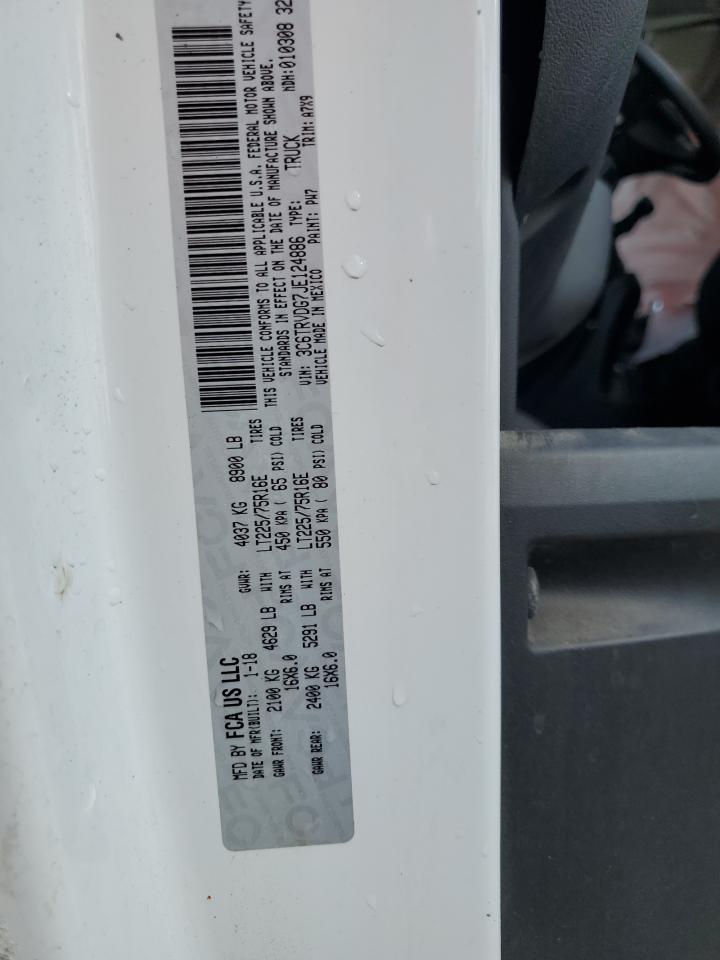 MFD BY FCA US LLC
DATE OF MFR(BUILT): 1-18 GVWR: 4037 KG 8900 LB
GAWR FRONT: 2100 KG 4629 LB WITH LT225/75R16E TIRES
16X6.0 RIMS AT 450 KPA ( 65 PSI) COLD
GAWR REAR: 2400 KG 5291 LB WITH LT225/75R16E TIRES
16X6.0 RIMS AT 550 KPA ( 80 PSI) COLD
THIS VEHICLE CONFORMS TO ALL APPLICABLE U.S.A. FEDERAL MOTOR VEHICLE SAFETY
STANDARDS IN EFFECT ON THE DATE OF MANUFACTURE SHOWN ABOVE.
VIN: 3C6TRVDG7JE124886 TYPE: TRUCK MDH:010308 32
VEHICLE MADE IN MEXICO PAINT: PW7 TRIM: A7X9